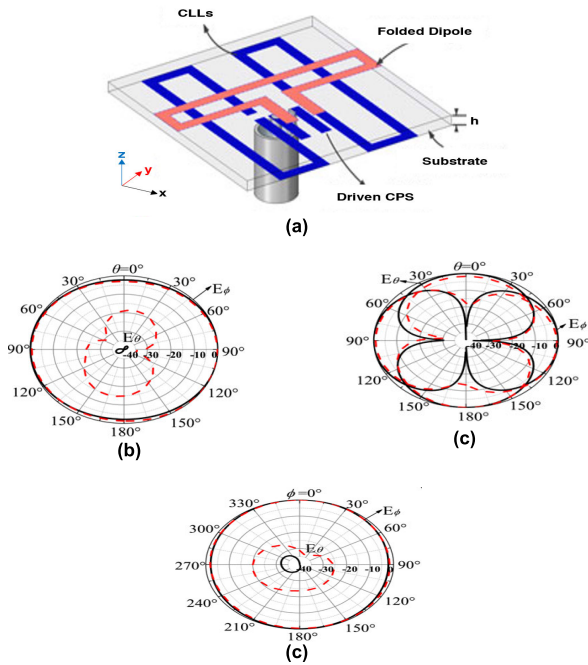 CLLs
Folded Dipole
h
Substrate
Driven CPS
z
y
x
(a)
θ=0°
30° 30°
Eϕ
60° 60°
Eθ
90° -40 -30 -20 -10 0 90°
120° 120°
150° 150°
180°
(b)
θ=0°
Eθ 30° 30°
60° 60°
Eϕ
90° -40 -30 -20 -10 0 90°
120° 120°
150° 150°
180°
(c)
ϕ=0°
330° 30°
Eϕ
300° 60°
Eθ
270° -40 -30 -20 -10 0 90°
240° 120°
210° 150°
180°
(c)